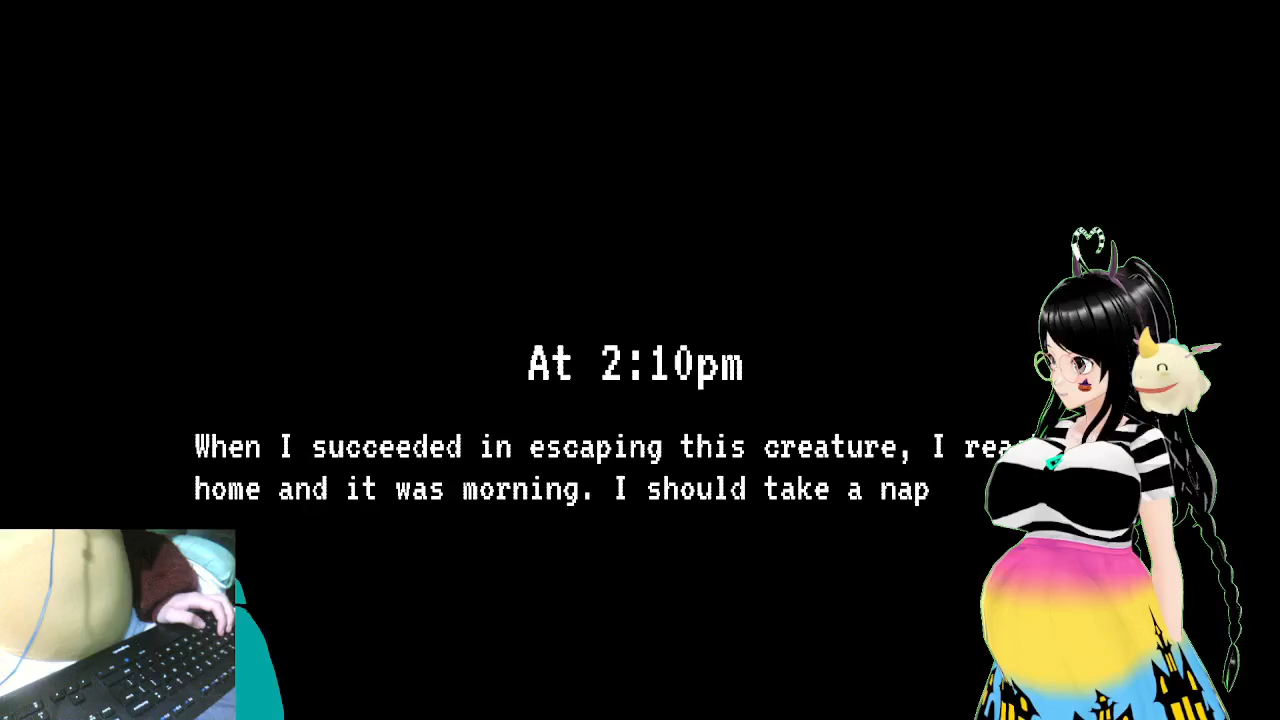 At 2:10pm
When I succeeded in escaping this creature, I
home and it was morning. I should take a nap